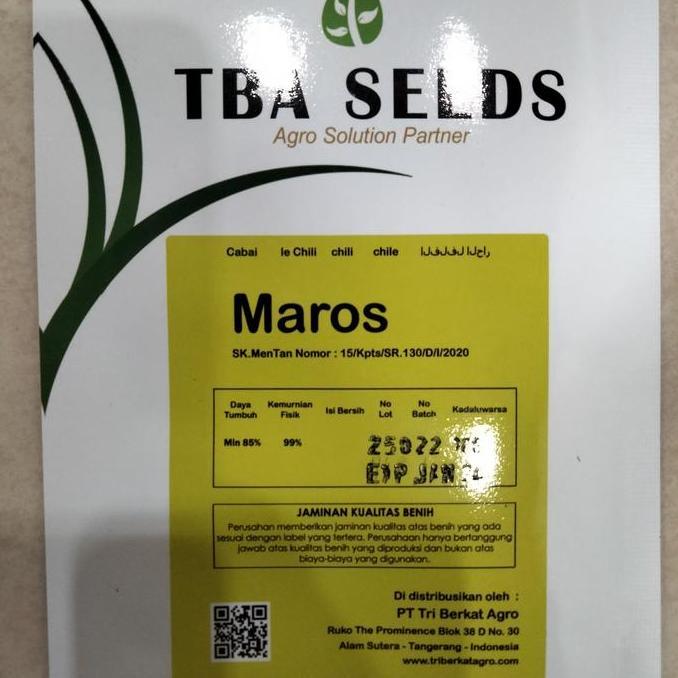 TBA SEEDS
Agro Solution Partner
Cabai le Chili chili chile الفلفل الحار
Maros
SK.MenTan Nomor : 15/Kpts/SR.130/D/I/2020
Daya Tumbuh Kemurnian Fisik Isi Bersih No Lot No Batch Kadaluwarsa
Min 85% 99%
25022
EXP JAN
JAMINAN KUALITAS BENIH
Perusahan memberikan jaminan kualitas atas benih yang ada
sesuai dengan label yang tertera. Perusahaan hanya bertanggung
jawab atas kualitas benih yang diproduksi dan bukan atas
biaya-biaya yang digunakan.
Di distribusikan oleh :
PT Tri Berkat Agro
Ruko The Prominence Blok 38 D No. 30
Alam Sutera - Tangerang - Indonesia
www.triberkatagro.com